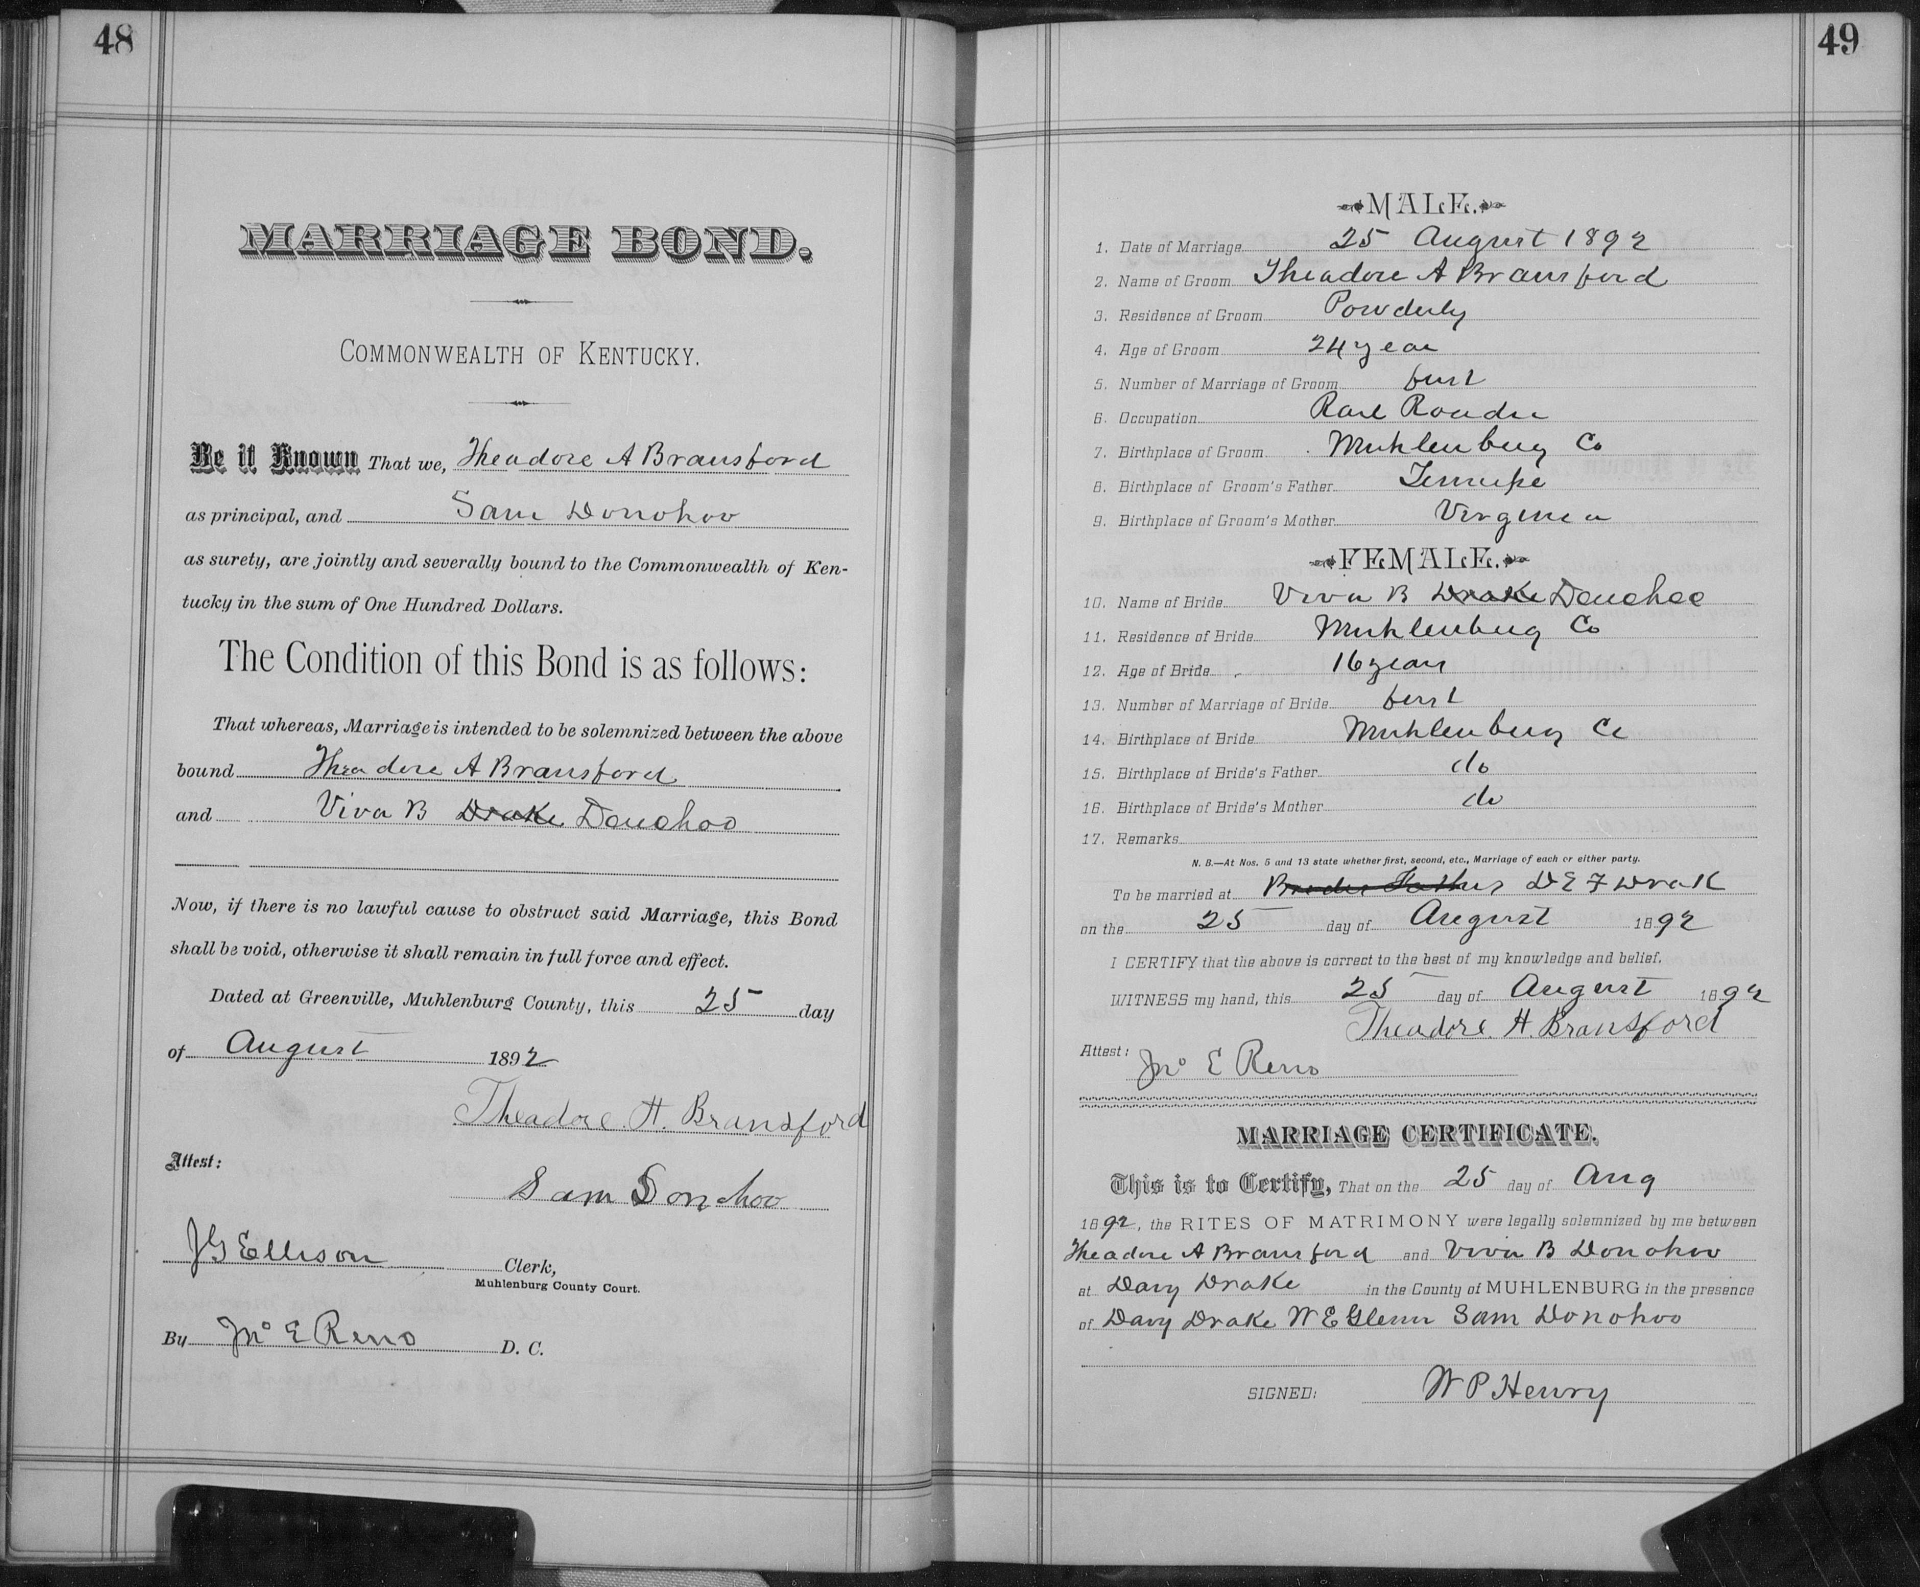 48
MARRIAGE BOND.
COMMONWEALTH OF KENTUCKY.
Be it Known That we, Theadore A Bransford
as principal, and Sam Donohoo
as surety, are jointly and severally bound to the Commonwealth of Ken-
tucky in the sum of One Hundred Dollars.
The Condition of this Bond is as follows:
That whereas, Marriage is intended to be solemnized between the above
bound Theadore A Bransford
and Viva B Drake Donohoo
Now, if there is no lawful cause to obstruct said Marriage, this Bond
shall be void, otherwise it shall remain in full force and effect.
Dated at Greenville, Muhlenburg County, this 25 day
of August 1892
Theadore. H. Bransford
Attest:
Sam Donohoo
J G Ellison Clerk,
Muhlenburg County Court.
By Jno E Reno D. C.
49
MALE.
1. Date of Marriage 25 August 1892
2. Name of Groom Theadore A Bransford
3. Residence of Groom Powderly
4. Age of Groom 24 year
5. Number of Marriage of Groom first
6. Occupation Rail Roader
7. Birthplace of Groom Muhlenburg Co
8. Birthplace of Groom's Father Tennessee
9. Birthplace of Groom's Mother Virginia
FEMALE.
10. Name of Bride Viva B Drake Donohoo
11. Residence of Bride Muhlenburg Co
12. Age of Bride 16 years
13. Number of Marriage of Bride first
14. Birthplace of Bride Muhlenburg Co
15. Birthplace of Bride's Father do
16. Birthplace of Bride's Mother do
17. Remarks
N. B.—At Nos. 5 and 13 state whether first, second, etc., Marriage of each or either party.
To be married at Brides Fathers D E F Drak
on the 25 day of August 1892
I CERTIFY that the above is correct to the best of my knowledge and belief.
WITNESS my hand, this 25 day of August 1892
Theadore. H. Bransford
Attest: Jno E Reno
MARRIAGE CERTIFICATE.
This is to Certify, That on the 25 day of Aug
1892, the RITES OF MATRIMONY were legally solemnized by me between
Theadore A Bransford and Viva B Donohoo
at Davy Drake in the County of MUHLENBURG in the presence
of Davy Drake W E Glenn Sam Donohoo
SIGNED: W P Henry